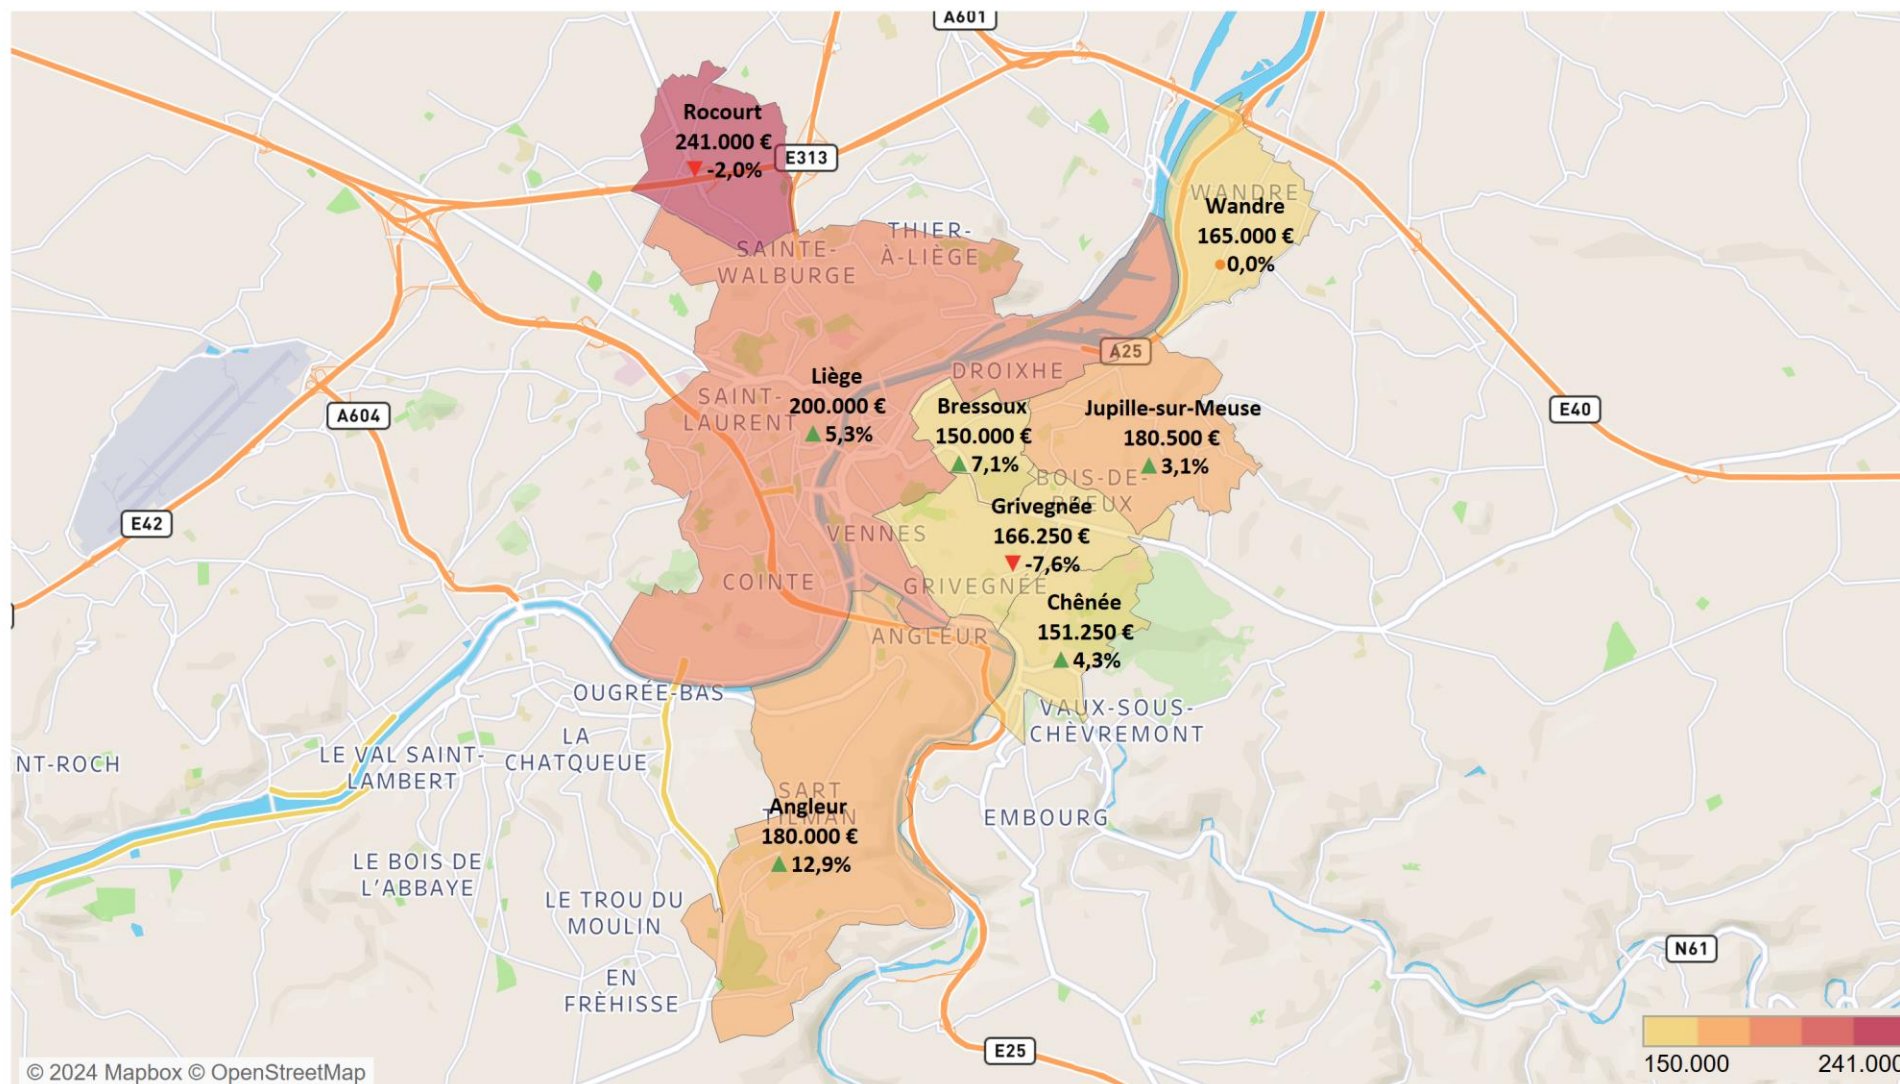 A601
Rocourt
241.000 €
-2,0%
E313
WANDRE
Wandre
165.000 €
0,0%
THIER-
À-LIÈGE
SAINTE-
WALBURGE
A25
DROIXHE
Liège
200.000 €
5,3%
SAINT-
LAURENT
Bressoux
150.000 €
7,1%
Jupille-sur-Meuse
180.500 €
3,1%
A604
E40
BOIS-DE-
BREUX
Grivegnée
166.250 €
-7,6%
E42
VENNES
COINTE
GRIVEGNÉE
Chênée
151.250 €
4,3%
ANGLEUR
OUGRÉE-BAS
VAUX-SOUS-
CHÈVREMONT
NT-ROCH
LE VAL SAINT-
LAMBERT
LA
CHATQUEUE
SART
TILMAN
Angleur
180.000 €
12,9%
EMBOURG
LE BOIS DE
L'ABBAYE
LE TROU DU
MOULIN
EN
FRÈHISSE
N61
E25
150.000
241.000
© 2024 Mapbox © OpenStreetMap